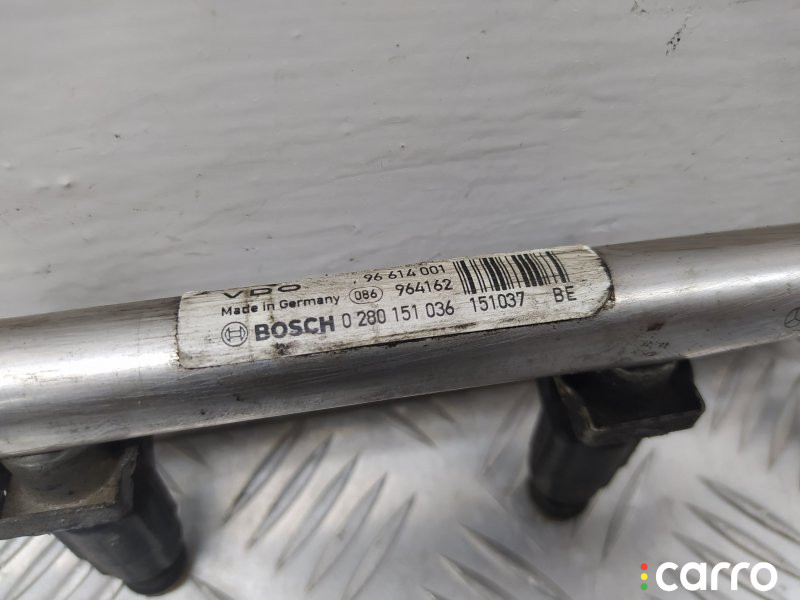 VDO 96 614 001
Made in Germany 086 964162
BOSCH 0 280 151 036 151037 BE
carro